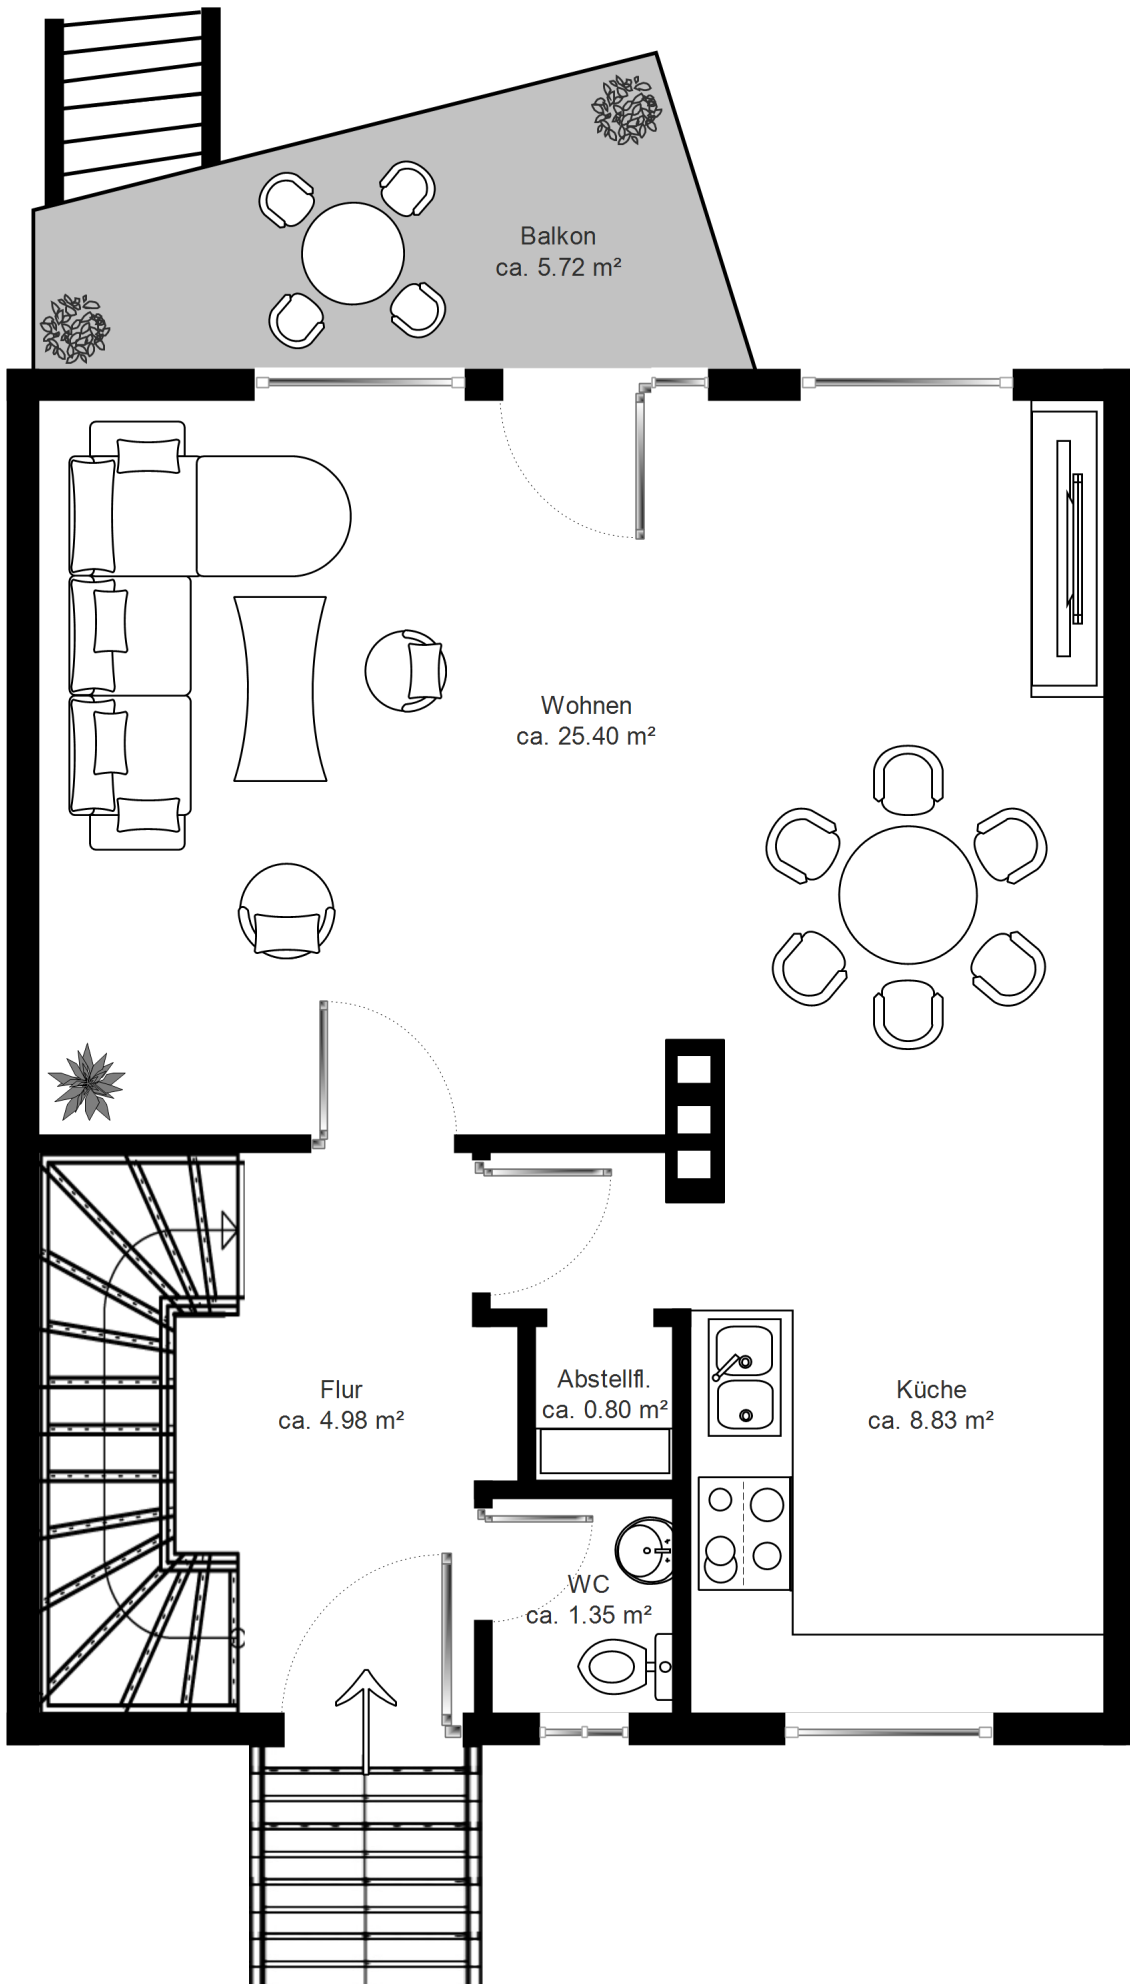 Balkon
ca. 5.72 m²
Wohnen
ca. 25.40 m²
Abstellfl.
ca. 0.80 m²
Flur
ca. 4.98 m²
Küche
ca. 8.83 m²
WC
ca. 1.35 m²